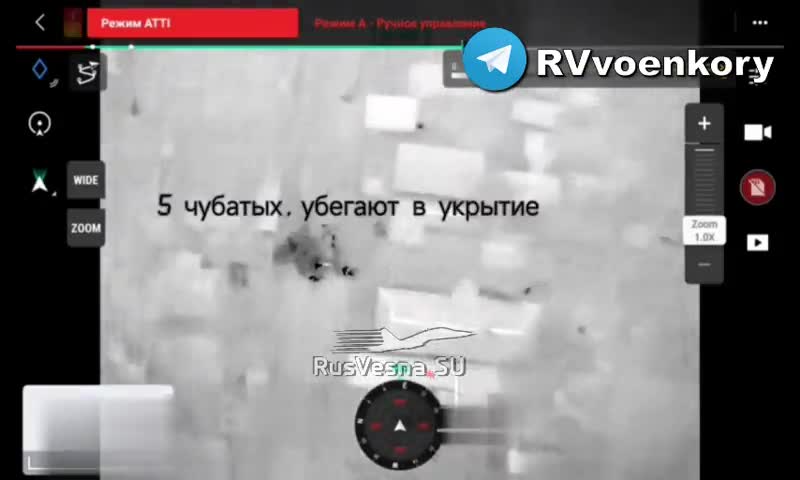 Режим ATTI
Режим А - Ручное управление
RVvoenkory
WIDE
ZOOM
5 чубатых. убегают в укрытие
Zoom
1.0X
RusVesna.SU